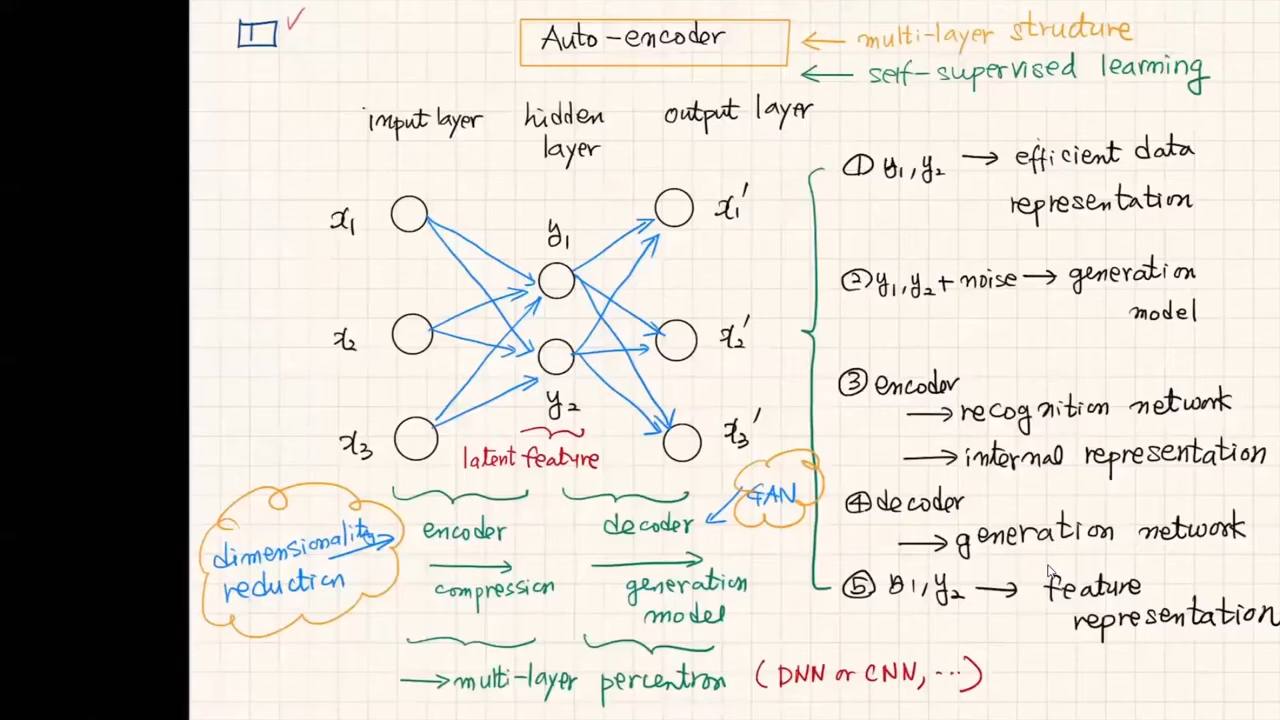 Auto-encoder
← multi-layer structure
← self-supervised learning
input layer
hidden
layer
output layer
x1
x2
x3
y1
y2
x1'
x2'
x3'
latent feature
① y1, y2 → efficient data
representation
② y1, y2 + noise → generation
model
③ encoder
→ recognition network
→ internal representation
④ decoder
→ generation network
⑤ y1, y2 → feature
representation
GAN
dimensionality
reduction
encoder
compression
decoder
generation
model
→ multi-layer percentron (DNN or CNN, ...)